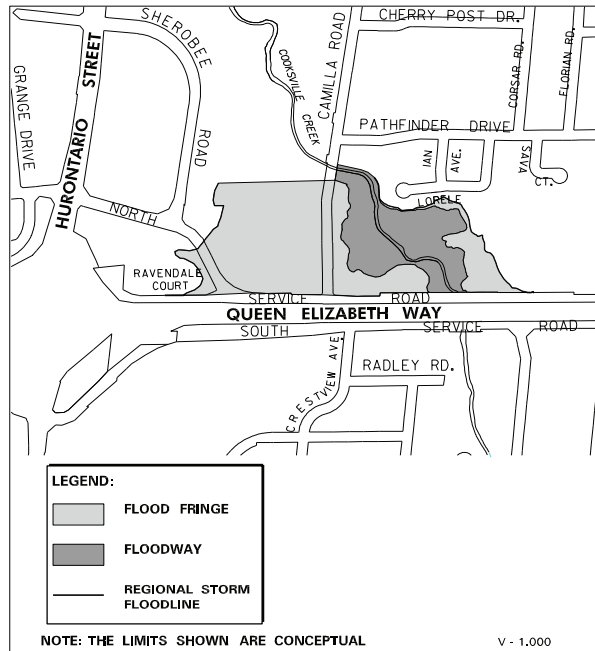 CHERRY POST DR.
SHEROBEE
ROAD
HURONTARIO STREET
GRANGE DRIVE
COOKSVILLE CREEK
CAMILLA ROAD
CORSAR RD.
FLORIAN RD.
PATHFINDER DRIVE
IAN AVE.
SAVA CT.
LORELE
NORTH
RAVENDALE
COURT
SERVICE ROAD
QUEEN ELIZABETH WAY
SOUTH SERVICE ROAD
CRESTVIEW AVE.
RADLEY RD.
LEGEND:
FLOOD FRINGE
FLOODWAY
REGIONAL STORM
FLOODLINE
NOTE: THE LIMITS SHOWN ARE CONCEPTUAL
V - 1.000